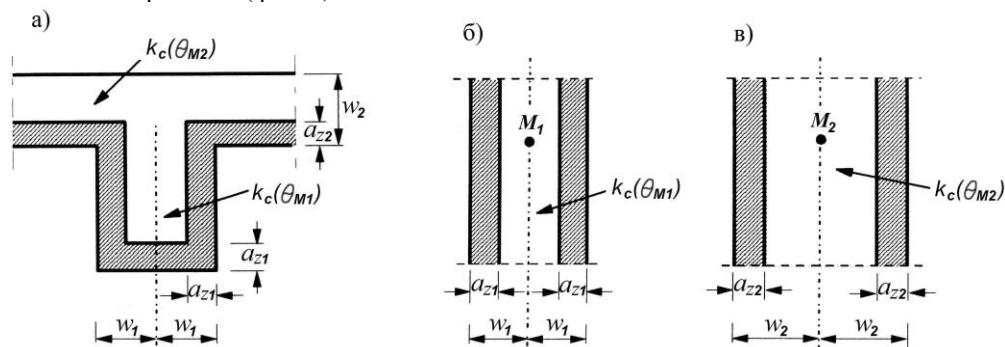 а)
k_c(θ_M2)
w_2
a_z2
k_c(θ_M1)
a_z1
a_z1
w_1 w_1
б)
M_1
k_c(θ_M1)
a_z1 a_z1
w_1 w_1
в)
M_2
k_c(θ_M2)
a_z2 a_z2
w_2 w_2